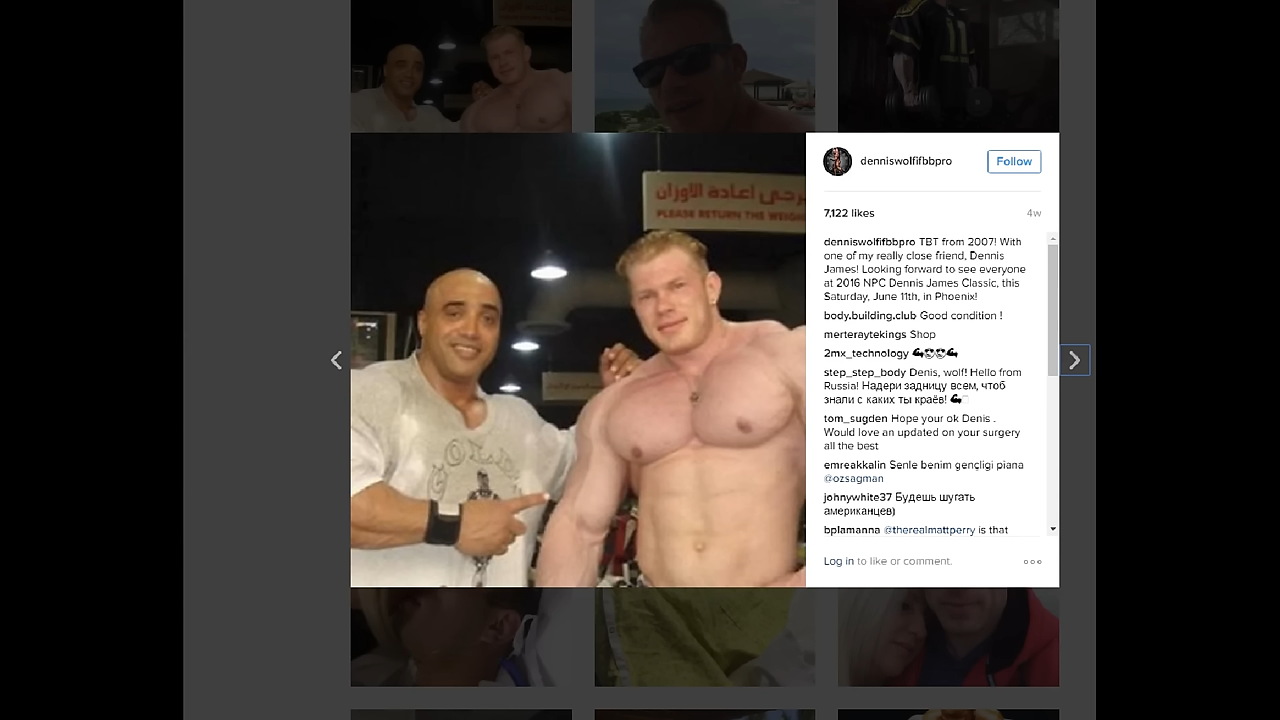 يرجى اعادة الاوزان
PLEASE RETURN THE
denniswolfifbbpro
Follow
7,122 likes
4w
denniswolfifbbpro TBT from 2007! With
one of my really close friend, Dennis
James! Looking forward to see everyone
at 2016 NPC Dennis James Classic, this
Saturday, June 11th, in Phoenix!
body.building.club Good condition !
merteraytekings Shop
2mx_technology 💪😎😎💪
step_step_body Denis, wolf! Hello from
Russia! Надери задницу всем, чтоб
знали с каких ты краёв! 💪
tom_sugden Hope your ok Denis .
Would love an updated on your surgery
all the best
emreakkalin Senle benim gençligi piana
@ozsagman
johnywhite37 Будешь шугать
американцев)
bplamanna @therealmattperry is that
Log in to like or comment.